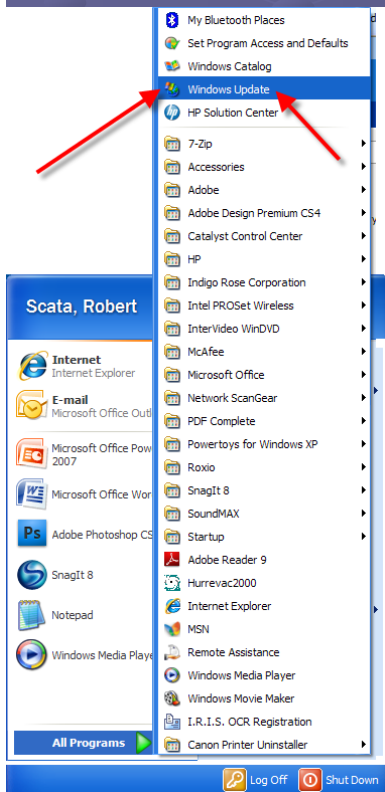 My Bluetooth Places
Set Program Access and Defaults
Windows Catalog
Windows Update
HP Solution Center
7-Zip
Accessories
Adobe
Adobe Design Premium CS4
Catalyst Control Center
HP
Indigo Rose Corporation
Intel PROSet Wireless
InterVideo WinDVD
McAfee
Microsoft Office
Network ScanGear
PDF Complete
Powertoys for Windows XP
Roxio
SnagIt 8
SoundMAX
Startup
Adobe Reader 9
Hurrevac2000
Internet Explorer
MSN
Remote Assistance
Windows Media Player
Windows Movie Maker
I.R.I.S. OCR Registration
Canon Printer Uninstaller
Scata, Robert
Internet
Internet Explorer
E-mail
Microsoft Office Outl
Microsoft Office Pow
2007
Microsoft Office Wor
Ps Adobe Photoshop CS
SnagIt 8
Notepad
Windows Media Playe
All Programs
Log Off Shut Down